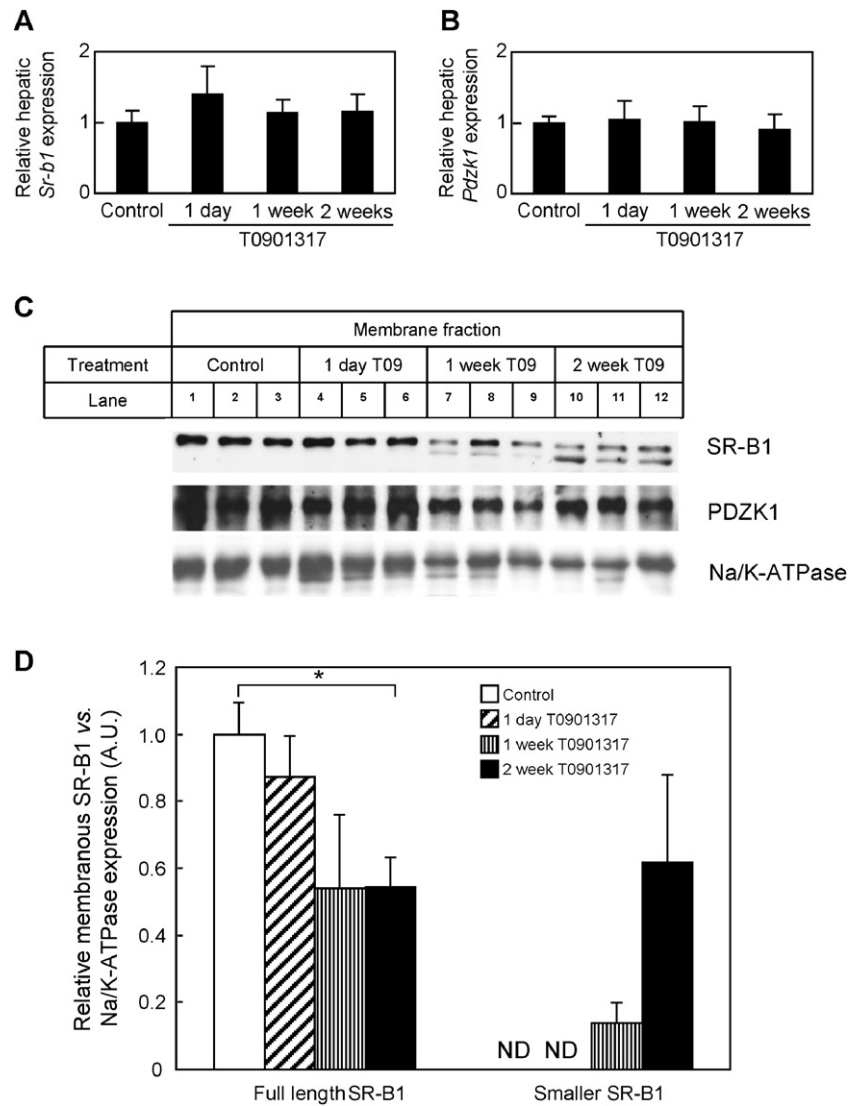 A
Relative hepatic
Sr-b1 expression
2
1
0
Control
1 day
1 week
2 weeks
T0901317
B
Relative hepatic
Pdzk1 expression
2
1
0
Control
1 day
1 week
2 weeks
T0901317
C
Membrane fraction
Treatment Control 1 day T09 1 week T09 2 week T09
Lane 1 2 3 4 5 6 7 8 9 10 11 12
SR-B1
PDZK1
Na/K-ATPase
D
Relative membranous SR-B1 vs.
Na/K-ATPase expression (A.U.)
1.2
1.0
0.8
0.6
0.4
0.2
0
*
Control
1 day T0901317
1 week T0901317
2 week T0901317
ND ND
Full length SR-B1
Smaller SR-B1